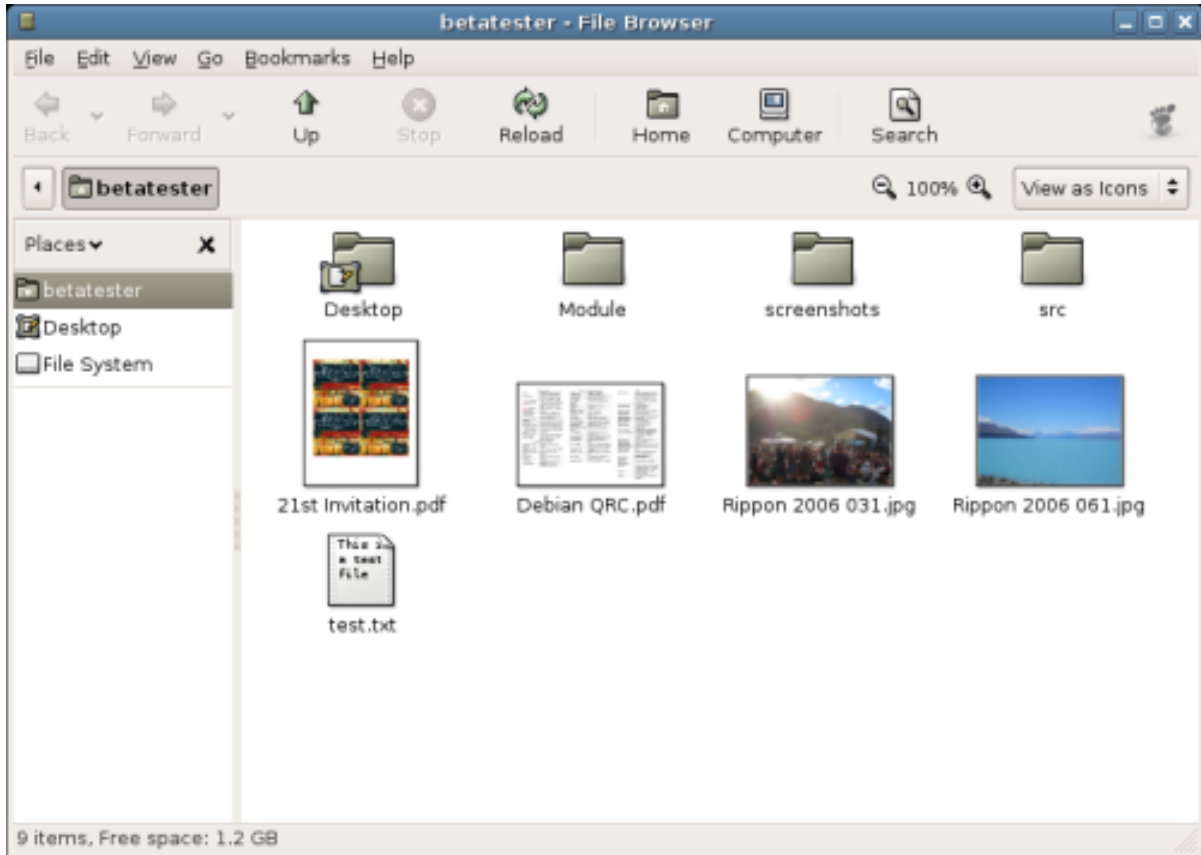 betatester - File Browser
File Edit View Go Bookmarks Help
Back Forward Up Stop Reload Home Computer Search
betatester 100% View as Icons
Places
betatester
Desktop
File System
Desktop Module screenshots src
21st Invitation.pdf Debian QRC.pdf Rippon 2006 031.jpg Rippon 2006 061.jpg
This i
a test
file
test.txt
9 items, Free space: 1.2 GB